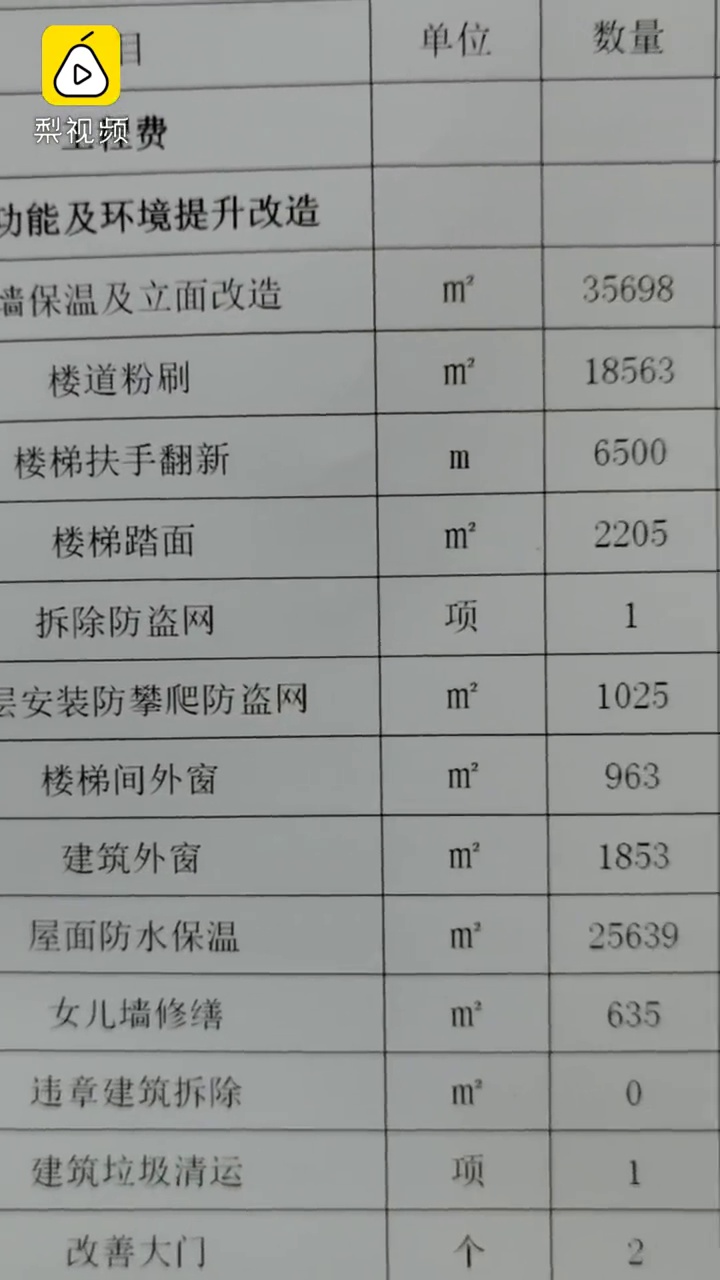 目 单位 数量
梨视频
工程费
功能及环境提升改造
墙保温及立面改造 m² 35698
楼道粉刷 m² 18563
楼梯扶手翻新 m 6500
楼梯踏面 m² 2205
拆除防盗网 项 1
层安装防攀爬防盗网 m² 1025
楼梯间外窗 m² 963
建筑外窗 m² 1853
屋面防水保温 m² 25639
女儿墙修缮 m² 635
违章建筑拆除 m² 0
建筑垃圾清运 项 1
改善大门 个 2